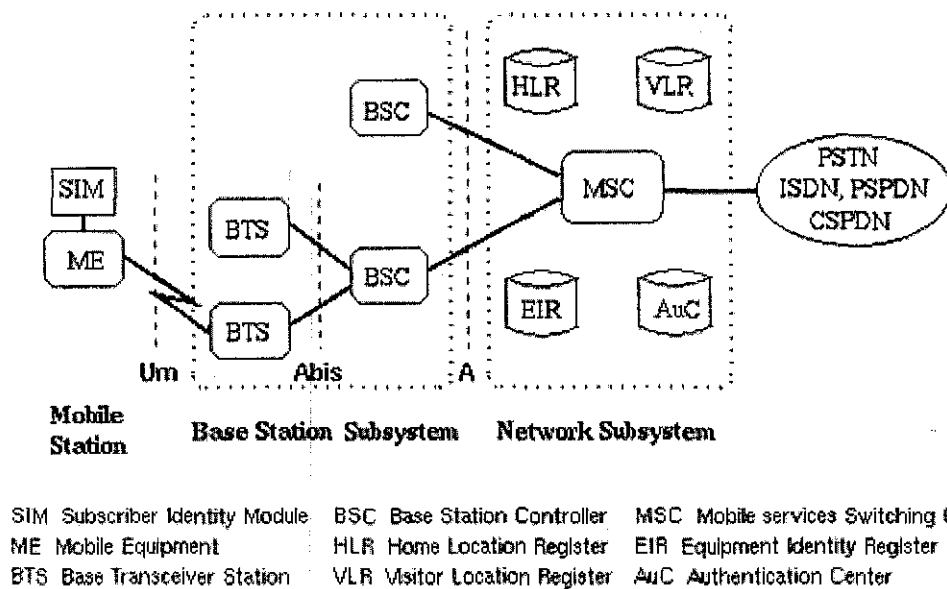 HLR VLR
BSC
PSTN
ISDN, PSPDN
CSPDN
SIM
MSC
BTS
ME
BSC
EIR AuC
BTS
Um Abis A
Mobile
Station
Base Station Subsystem
Network Subsystem
SIM Subscriber Identity Module BSC Base Station Controller MSC Mobile services Switching
ME Mobile Equipment HLR Home Location Register EIR Equipment Identity Register
BTS Base Transceiver Station VLR Visitor Location Register AuC Authentication Center